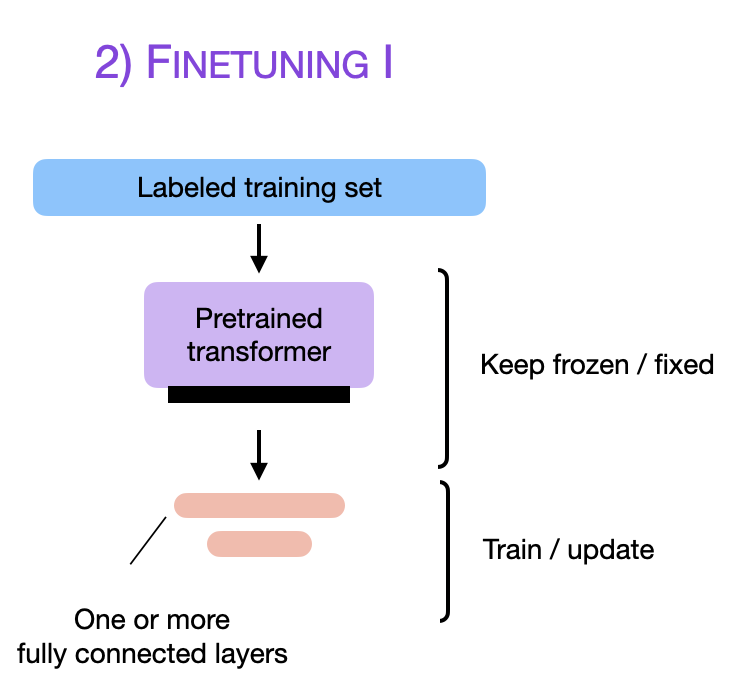 2) FINETUNING I
Labeled training set
Pretrained
transformer
Keep frozen / fixed
Train / update
One or more
fully connected layers